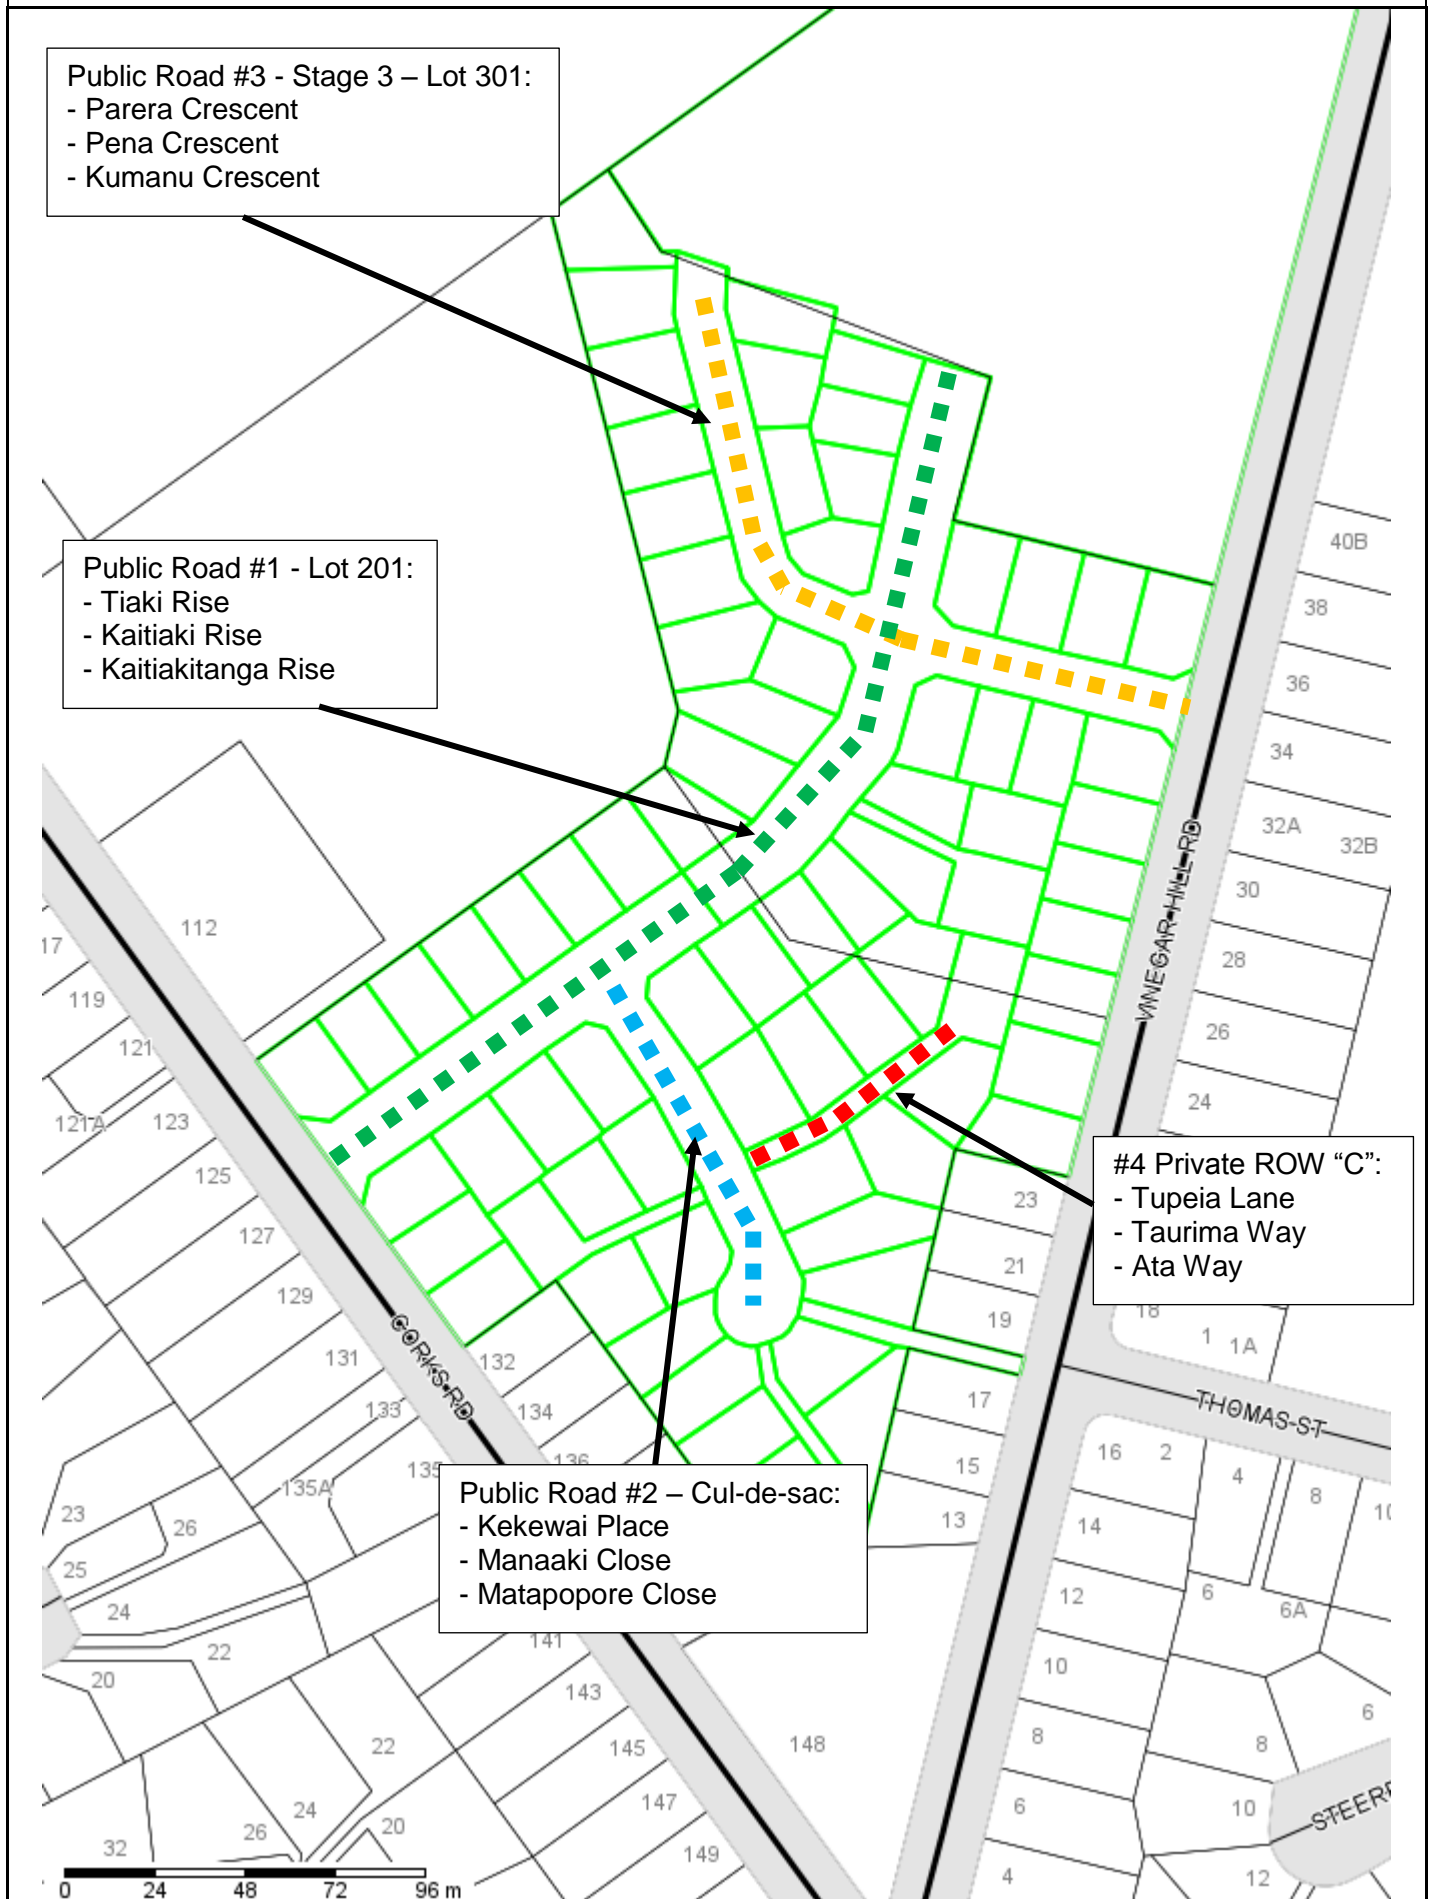 Public Road #3 - Stage 3 – Lot 301:
- Parera Crescent
- Pena Crescent
- Kumanu Crescent
Public Road #1 - Lot 201:
- Tiaki Rise
- Kaitiaki Rise
- Kaitiakitanga Rise
40B
38
36
34
32A
32B
30
28
26
24
VINEGAR HILL RD
112
17
119
121
121A
123
125
127
129
131
133
135A
135
CORKS RD
132
134
136
#4 Private ROW “C”:
- Tupeia Lane
- Taurima Way
- Ata Way
23
21
19
17
15
13
18
1
1A
THOMAS ST
16
2
4
8
10
14
12
6
6A
10
8
6
4
6
8
10
12
STEER
Public Road #2 – Cul-de-sac:
- Kekewai Place
- Manaaki Close
- Matapopore Close
23
26
25
24
22
20
22
24
26
20
32
141
143
145
147
149
148
0 24 48 72 96 m